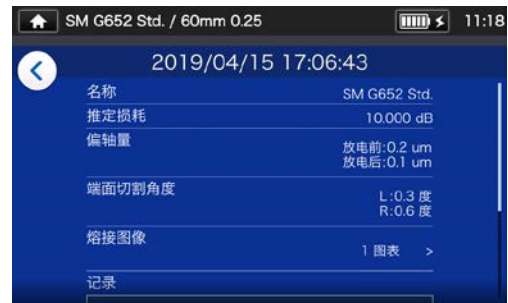 SM G652 Std. / 60mm 0.25 11:18
2019/04/15 17:06:43
名称 SM G652 Std.
推定损耗 10.000 dB
偏轴量 放电前:0.2 um
放电后:0.1 um
端面切割角度 L:0.3 度
R:0.6 度
熔接图像 1 图表 >
记录